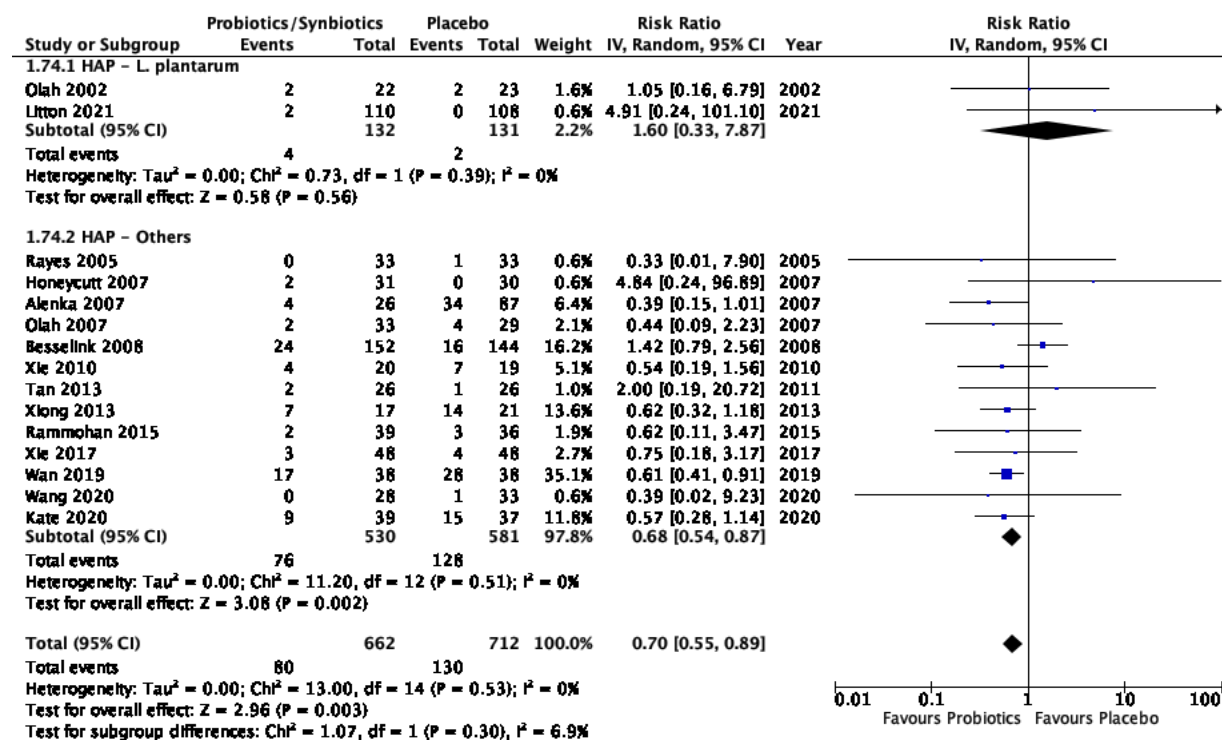 Probiotics/Synbiotics Placebo Risk Ratio Risk Ratio
Study or Subgroup Events Total Events Total Weight IV, Random, 95% CI Year IV, Random, 95% CI
1.74.1 HAP – L. plantarum
Olah 2002 2 22 2 23 1.6% 1.05 [0.16, 6.79] 2002
Litton 2021 2 110 0 108 0.6% 4.91 [0.24, 101.10] 2021
Subtotal (95% CI) 132 131 2.2% 1.60 [0.33, 7.87]
Total events 4 2
Heterogeneity: Tau² = 0.00; Chi² = 0.73, df = 1 (P = 0.39); I² = 0%
Test for overall effect: Z = 0.58 (P = 0.56)
1.74.2 HAP – Others
Rayes 2005 0 33 1 33 0.6% 0.33 [0.01, 7.90] 2005
Honeycutt 2007 2 31 0 30 0.6% 4.84 [0.24, 96.89] 2007
Alenka 2007 4 26 34 87 6.4% 0.39 [0.15, 1.01] 2007
Olah 2007 2 33 4 29 2.1% 0.44 [0.09, 2.23] 2007
Besselink 2008 24 152 16 144 16.2% 1.42 [0.79, 2.56] 2008
Xie 2010 4 20 7 19 5.1% 0.54 [0.19, 1.56] 2010
Tan 2013 2 26 1 26 1.0% 2.00 [0.19, 20.72] 2011
Xiong 2013 7 17 14 21 13.6% 0.62 [0.32, 1.18] 2013
Rammohan 2015 2 39 3 36 1.9% 0.62 [0.11, 3.47] 2015
Xie 2017 3 48 4 48 2.7% 0.75 [0.18, 3.17] 2017
Wan 2019 17 38 28 38 35.1% 0.61 [0.41, 0.91] 2019
Wang 2020 0 28 1 33 0.6% 0.39 [0.02, 9.23] 2020
Kate 2020 9 39 15 37 11.8% 0.57 [0.28, 1.14] 2020
Subtotal (95% CI) 530 581 97.8% 0.68 [0.54, 0.87]
Total events 76 128
Heterogeneity: Tau² = 0.00; Chi² = 11.20, df = 12 (P = 0.51); I² = 0%
Test for overall effect: Z = 3.08 (P = 0.002)
Total (95% CI) 662 712 100.0% 0.70 [0.55, 0.89]
Total events 80 130
Heterogeneity: Tau² = 0.00; Chi² = 13.00, df = 14 (P = 0.53); I² = 0%
Test for overall effect: Z = 2.96 (P = 0.003)
Test for subgroup differences: Chi² = 1.07, df = 1 (P = 0.30), I² = 6.9%
0.01 0.1 1 10 100
Favours Probiotics Favours Placebo